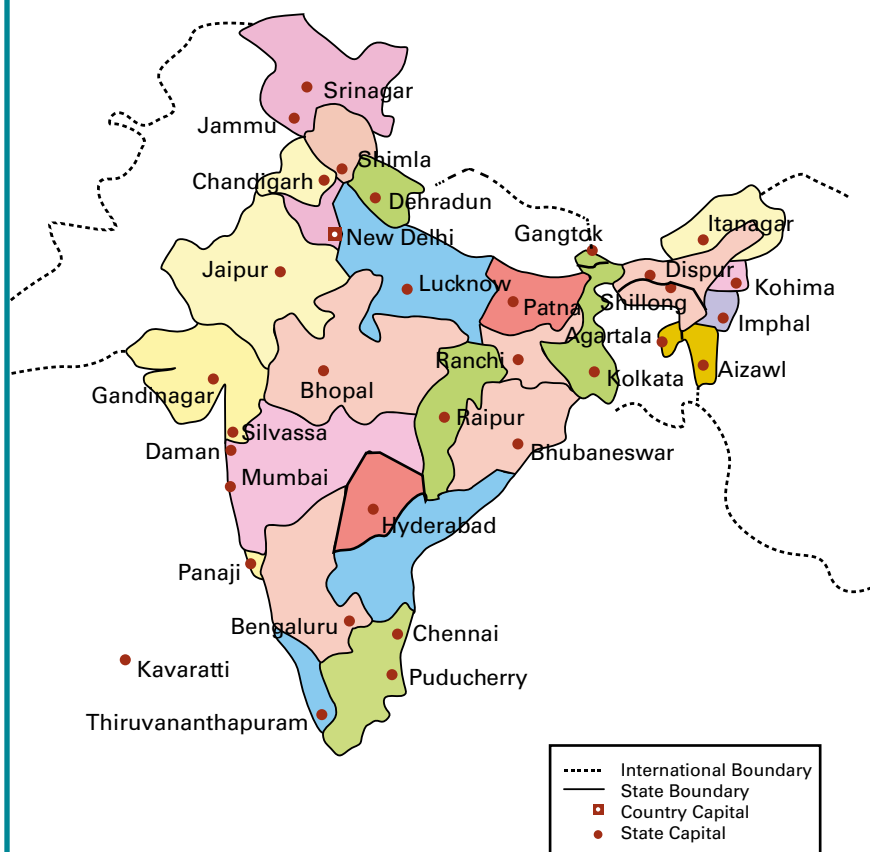 Srinagar
Jammu
Shimla
Chandigarh
Dehradun
Itanagar
Gangtok
New Delhi
Jaipur
Dispur
Lucknow
Kohima
Patna
Shillong
Imphal
Agartala
Ranchi
Aizawl
Kolkata
Bhopal
Gandinagar
Raipur
Silvassa
Daman
Bhubaneswar
Mumbai
Hyderabad
Panaji
Bengaluru
Chennai
Kavaratti
Puducherry
Thiruvananthapuram
International Boundary
State Boundary
Country Capital
State Capital